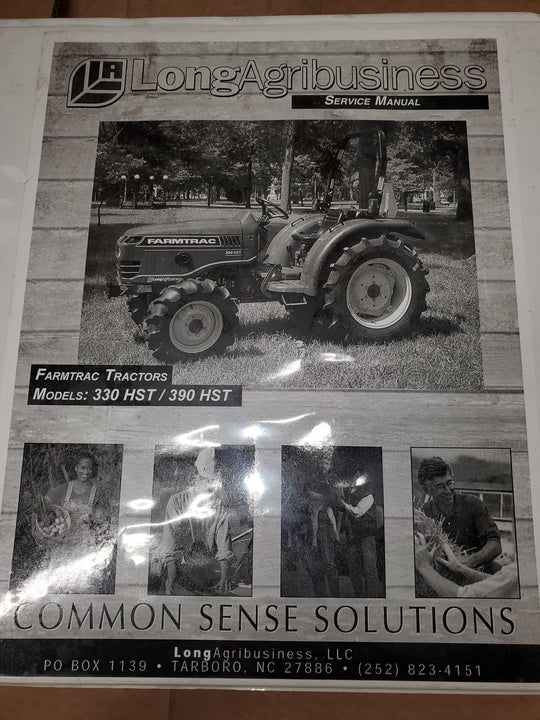 LA LongAgribusiness
SERVICE MANUAL
FARMTRAC
FARMTRAC TRACTORS
MODELS: 330 HST / 390 HST
COMMON SENSE SOLUTIONS
LongAgribusiness, LLC
PO BOX 1139 • TARBORO, NC 27886 • (252) 823-4151